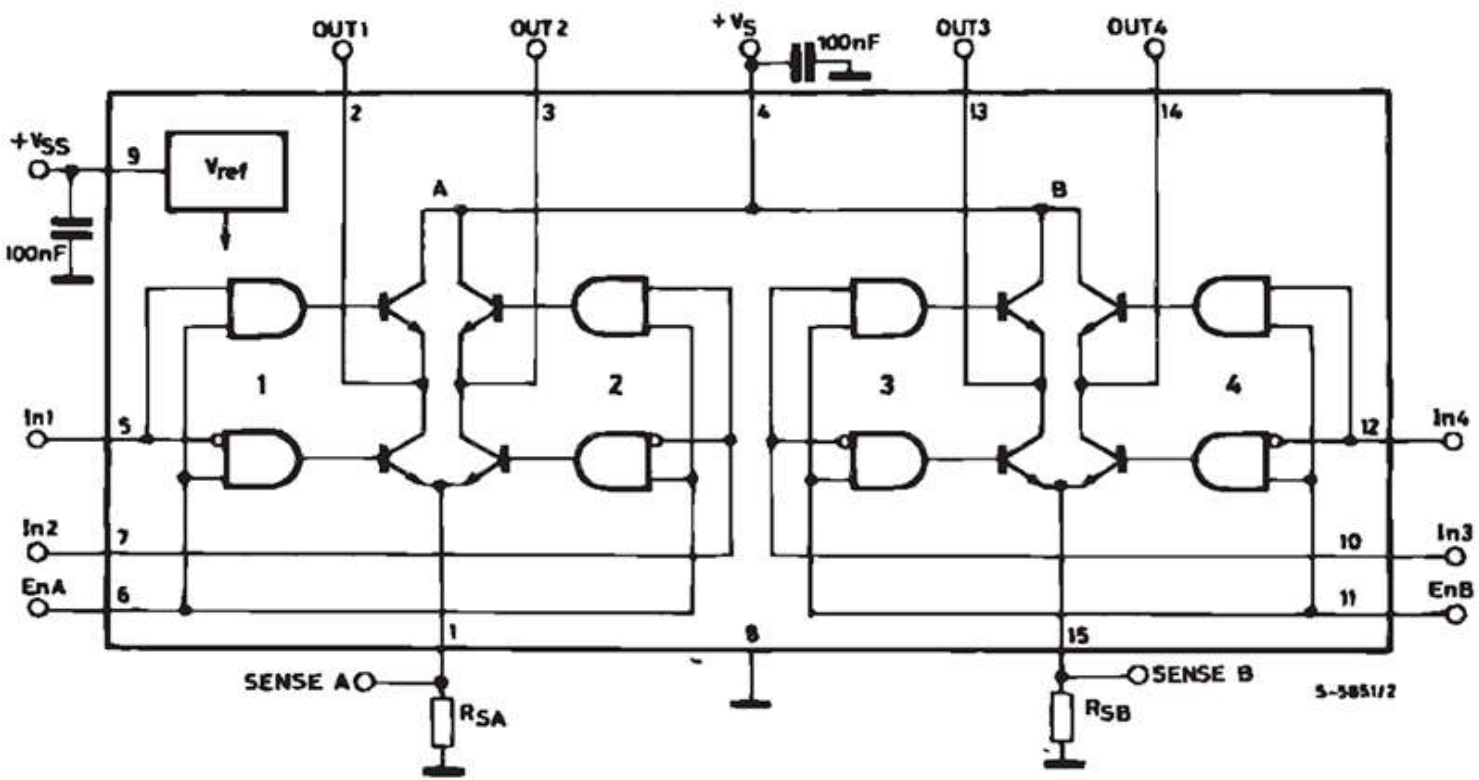 OUT1
OUT2
+VS
100nF
OUT3
OUT4
2
3
4
13
14
+VSS
9
Vref
A
B
100nF
1
2
3
4
In1
5
12
In4
In2
7
10
In3
EnA
6
11
EnB
1
8
15
SENSE A
RSA
SENSE B
RSB
S-5851/2